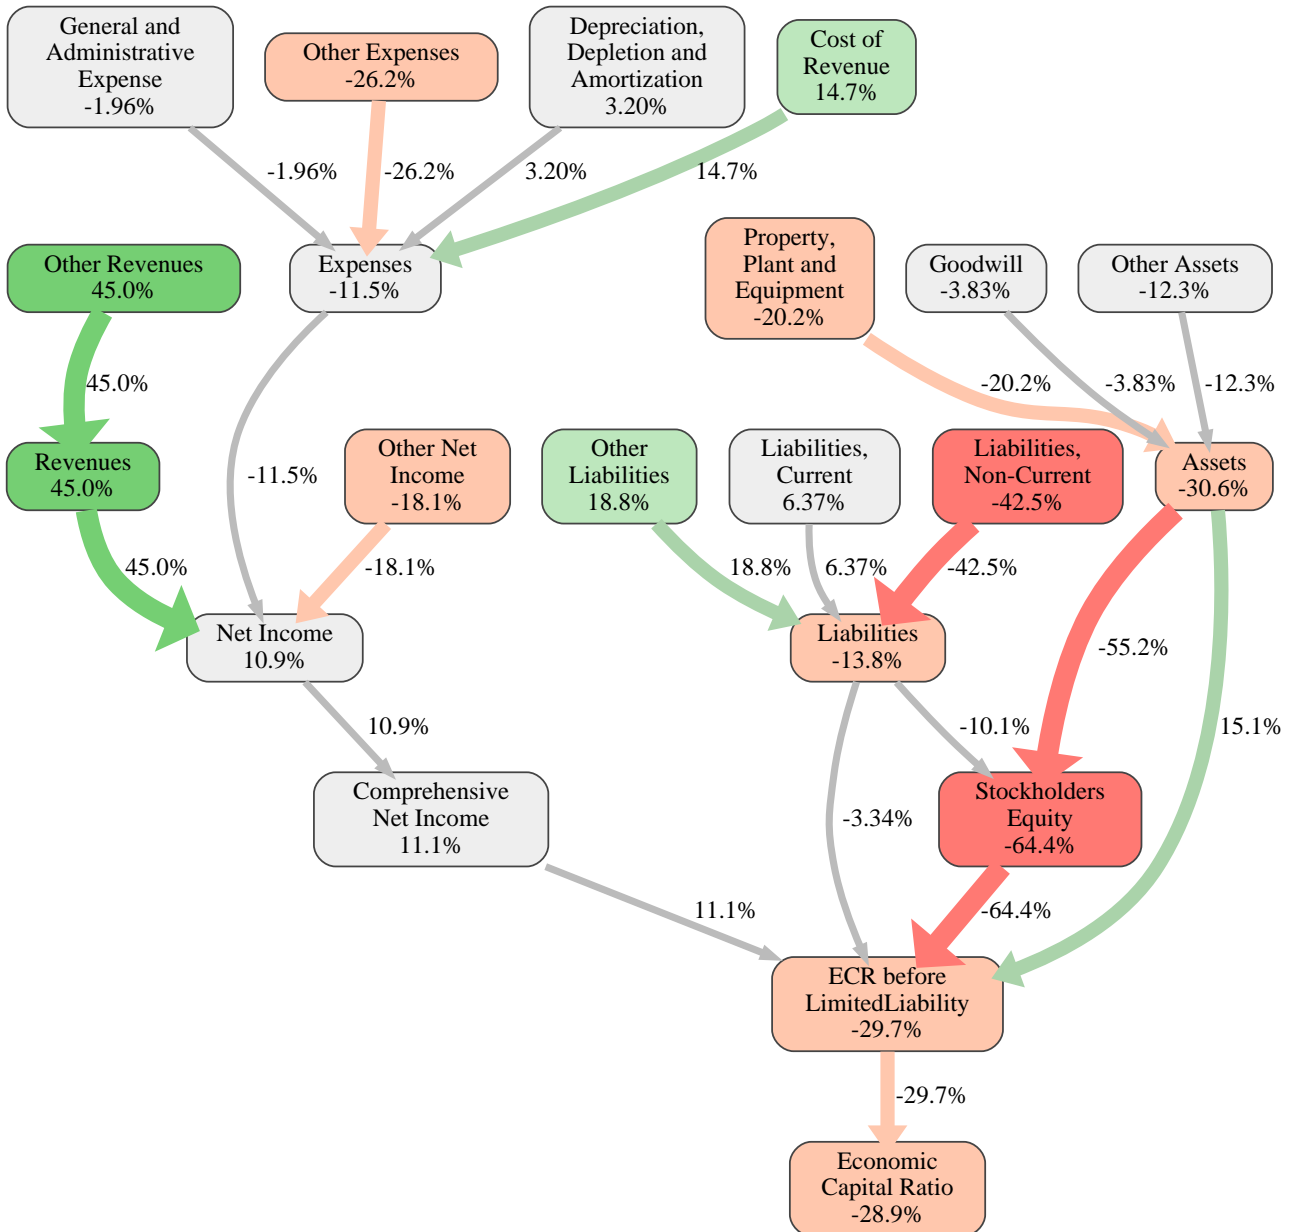 General and
Administrative
Expense
-1.96%
Other Expenses
-26.2%
Depreciation,
Depletion and
Amortization
3.20%
Cost of
Revenue
14.7%
-1.96%
-26.2%
3.20%
14.7%
Other Revenues
45.0%
Expenses
-11.5%
Property,
Plant and
Equipment
-20.2%
Goodwill
-3.83%
Other Assets
-12.3%
45.0%
-11.5%
-20.2%
-3.83%
-12.3%
Revenues
45.0%
Other Net
Income
-18.1%
Other
Liabilities
18.8%
Liabilities,
Current
6.37%
Liabilities,
Non-Current
-42.5%
Assets
-30.6%
45.0%
-18.1%
18.8%
6.37%
-42.5%
Net Income
10.9%
Liabilities
-13.8%
-55.2%
10.9%
-10.1%
15.1%
Comprehensive
Net Income
11.1%
-3.34%
Stockholders
Equity
-64.4%
11.1%
-64.4%
ECR before
LimitedLiability
-29.7%
-29.7%
Economic
Capital Ratio
-28.9%